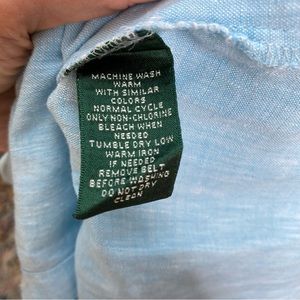 MACHINE WASH
WARM
WITH SIMILAR
COLORS
NORMAL CYCLE
ONLY NON-CHLORINE
BLEACH WHEN
NEEDED
TUMBLE DRY LOW
WARM IRON
IF NEEDED
REMOVE BELT
BEFORE WASHING
DO NOT DRY
CLEAN